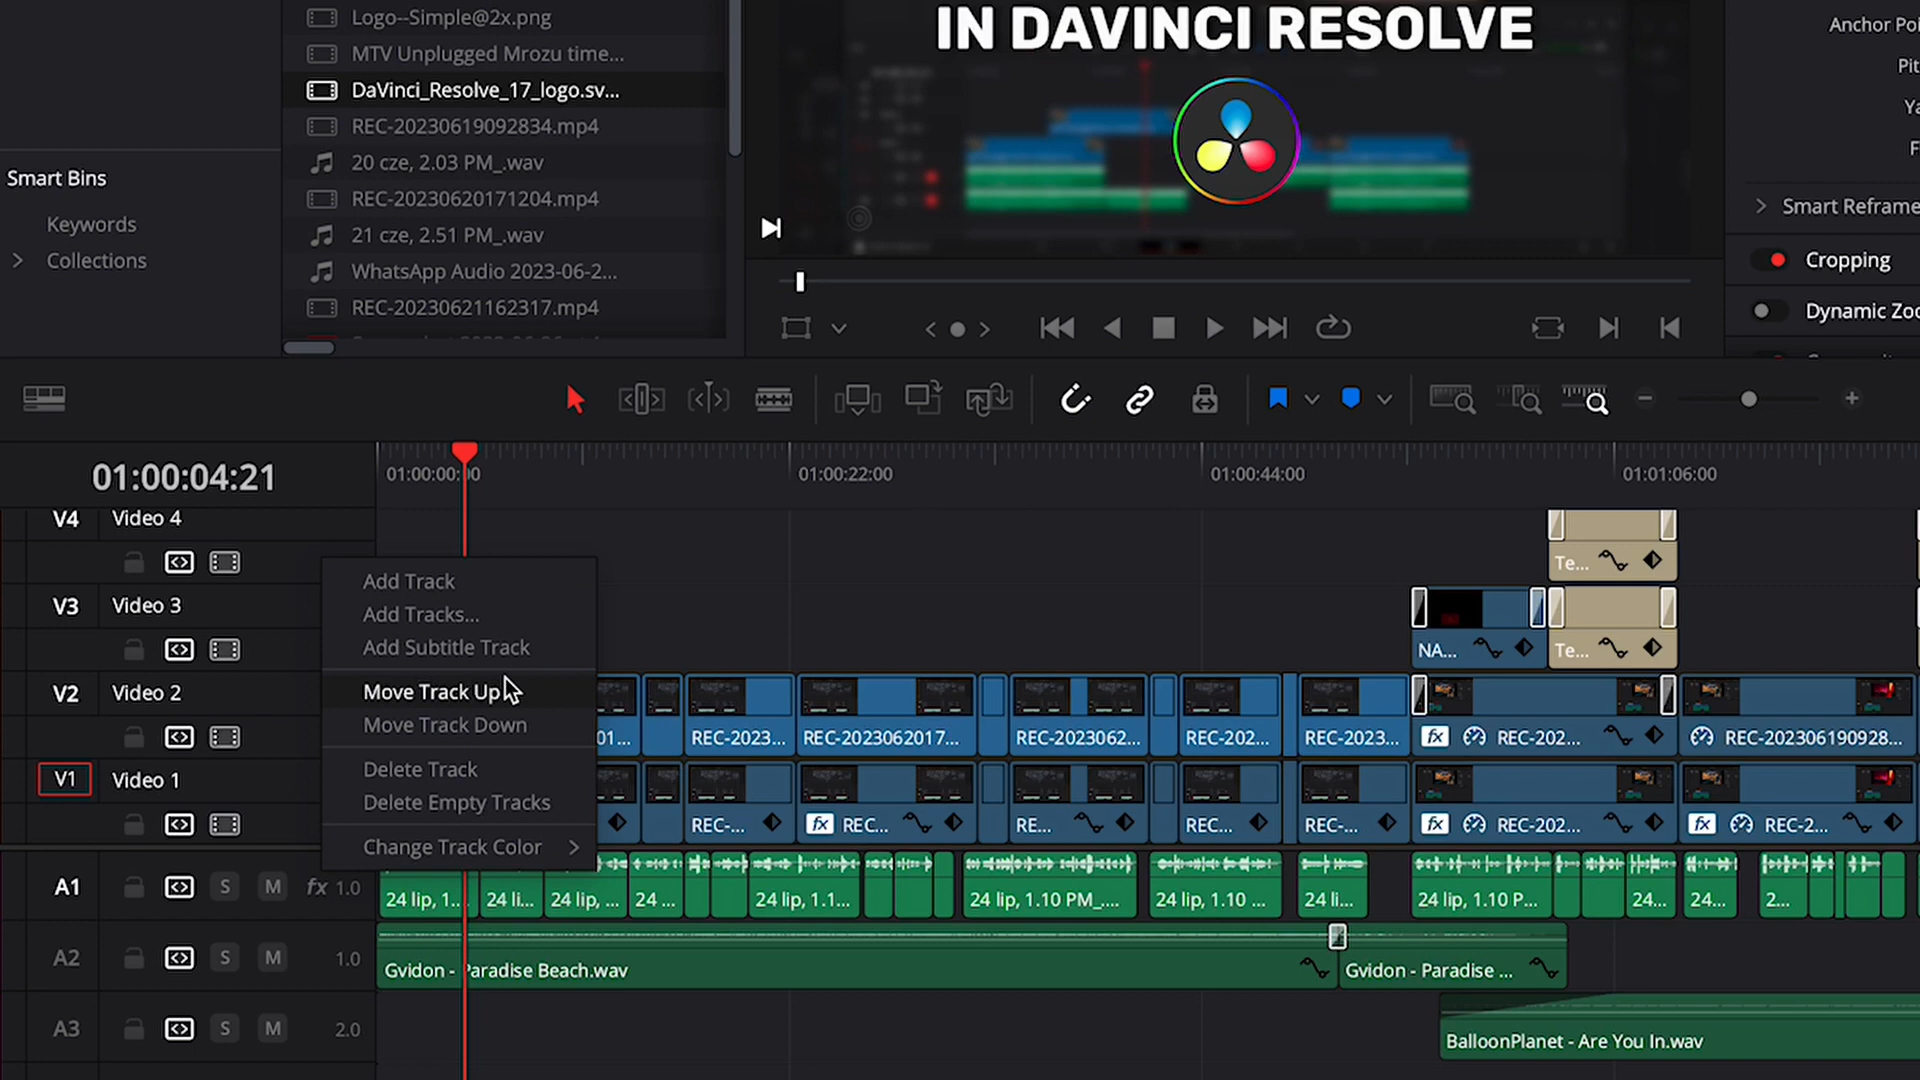 Logo--Simple@2x.png
MTV Unplugged Mrozu time...
DaVinci_Resolve_17_logo.sv...
REC-20230619092834.mp4
20 cze, 2.03 PM_.wav
REC-20230620171204.mp4
21 cze, 2.51 PM_.wav
WhatsApp Audio 2023-06-2...
REC-20230621162317.mp4
Smart Bins
Keywords
Collections
IN DAVINCI RESOLVE
Anchor Poi
Pit
Ya
F
Smart Reframe
Cropping
Dynamic Zoo
01:00:04:21
01:00:00:00
01:00:22:00
01:00:44:00
01:01:06:00
V4 Video 4
Te...
V3 Video 3
NA... Te...
V2 Video 2
01... REC-2023... REC-2023062017... REC-2023062... REC-202... REC-2023... fx REC-202... REC-202306190928...
V1 Video 1
REC-... fx REC... RE... REC... REC-... fx REC-202... fx REC-2...
Add Track
Add Tracks...
Add Subtitle Track
Move Track Up
Move Track Down
Delete Track
Delete Empty Tracks
Change Track Color
A1 S M fx 1.0
24 lip, 1... 24 li... 24 lip, ... 24 ... 24 lip, 1.1... 24 lip, 1.10 PM_.... 24 lip, 1.10 ... 24 li... 24 lip, 1.10 P... 24... 24... 2...
A2 S M 1.0
Gvidon - Paradise Beach.wav Gvidon - Paradise ...
A3 S M 2.0
BalloonPlanet - Are You In.wav